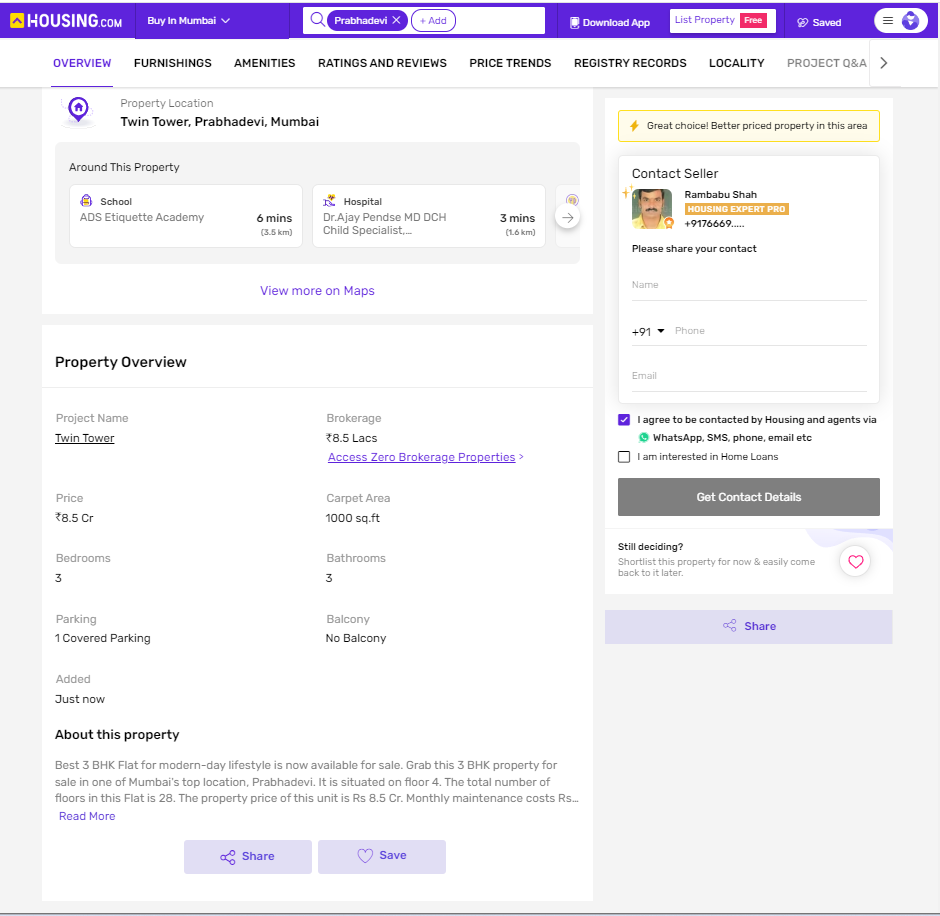 HOUSING.COM
Buy In Mumbai
Prabhadevi
+ Add
Download App
List Property Free
Saved
OVERVIEW
FURNISHINGS
AMENITIES
RATINGS AND REVIEWS
PRICE TRENDS
REGISTRY RECORDS
LOCALITY
PROJECT Q&A
Property Location
Twin Tower, Prabhadevi, Mumbai
Around This Property
School
ADS Etiquette Academy
6 mins
(3.5 km)
Hospital
Dr.Ajay Pendse MD DCH
Child Specialist,...
3 mins
(1.6 km)
View more on Maps
Property Overview
Project Name
Twin Tower
Brokerage
₹8.5 Lacs
Access Zero Brokerage Properties >
Price
₹8.5 Cr
Carpet Area
1000 sq.ft
Bedrooms
3
Bathrooms
3
Parking
1 Covered Parking
Balcony
No Balcony
Added
Just now
About this property
Best 3 BHK Flat for modern-day lifestyle is now available for sale. Grab this 3 BHK property for
sale in one of Mumbai's top location, Prabhadevi. It is situated on floor 4. The total number of
floors in this Flat is 28. The property price of this unit is Rs 8.5 Cr. Monthly maintenance costs Rs...
Read More
Share
Save
Great choice! Better priced property in this area
Contact Seller
Rambabu Shah
HOUSING EXPERT PRO
+9176669.....
Please share your contact
Name
+91
Phone
Email
I agree to be contacted by Housing and agents via
WhatsApp, SMS, phone, email etc
I am interested in Home Loans
Get Contact Details
Still deciding?
Shortlist this property for now & easily come
back to it later.
Share